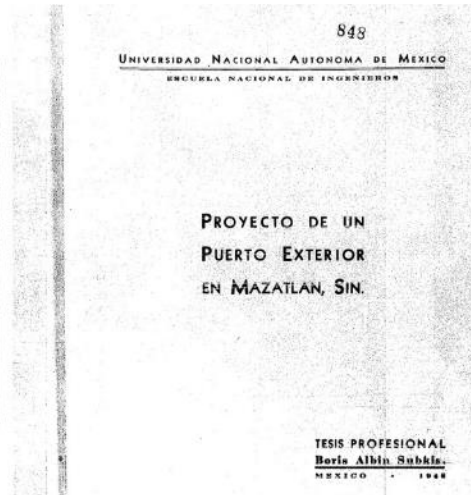 848
UNIVERSIDAD NACIONAL AUTONOMA DE MEXICO
ESCUELA NACIONAL DE INGENIEROS
PROYECTO DE UN
PUERTO EXTERIOR
EN MAZATLAN, SIN.
TESIS PROFESIONAL
Boris Albin Subkis.
MEXICO -